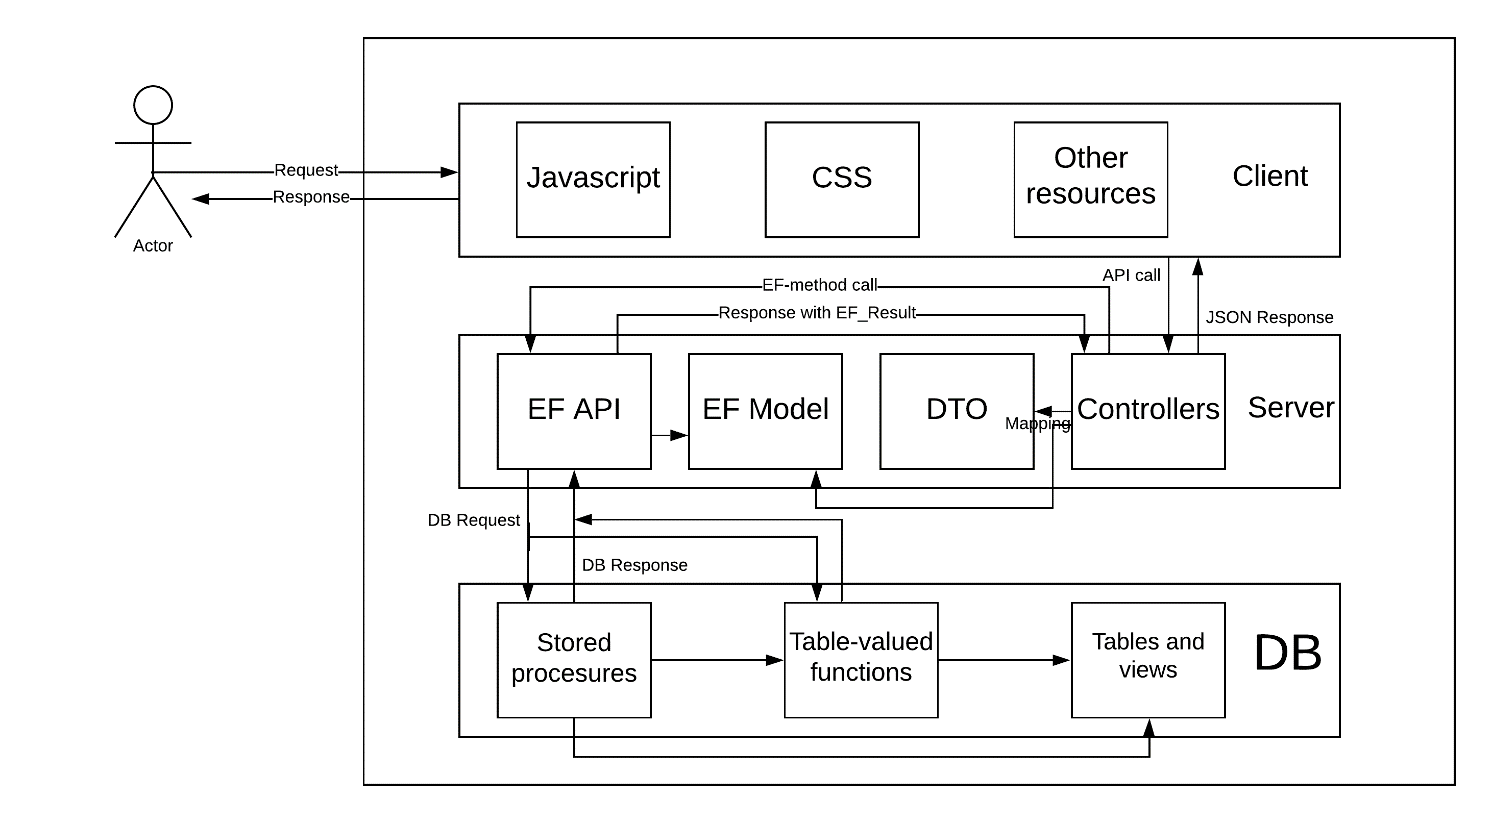 Request
Response
Actor
Javascript
CSS
Other
resources
Client
API call
EF-method call
Response with EF_Result
JSON Response
EF API
EF Model
DTO
Mapping
Controllers
Server
DB Request
DB Response
Stored
procesures
Table-valued
functions
Tables and
views
DB